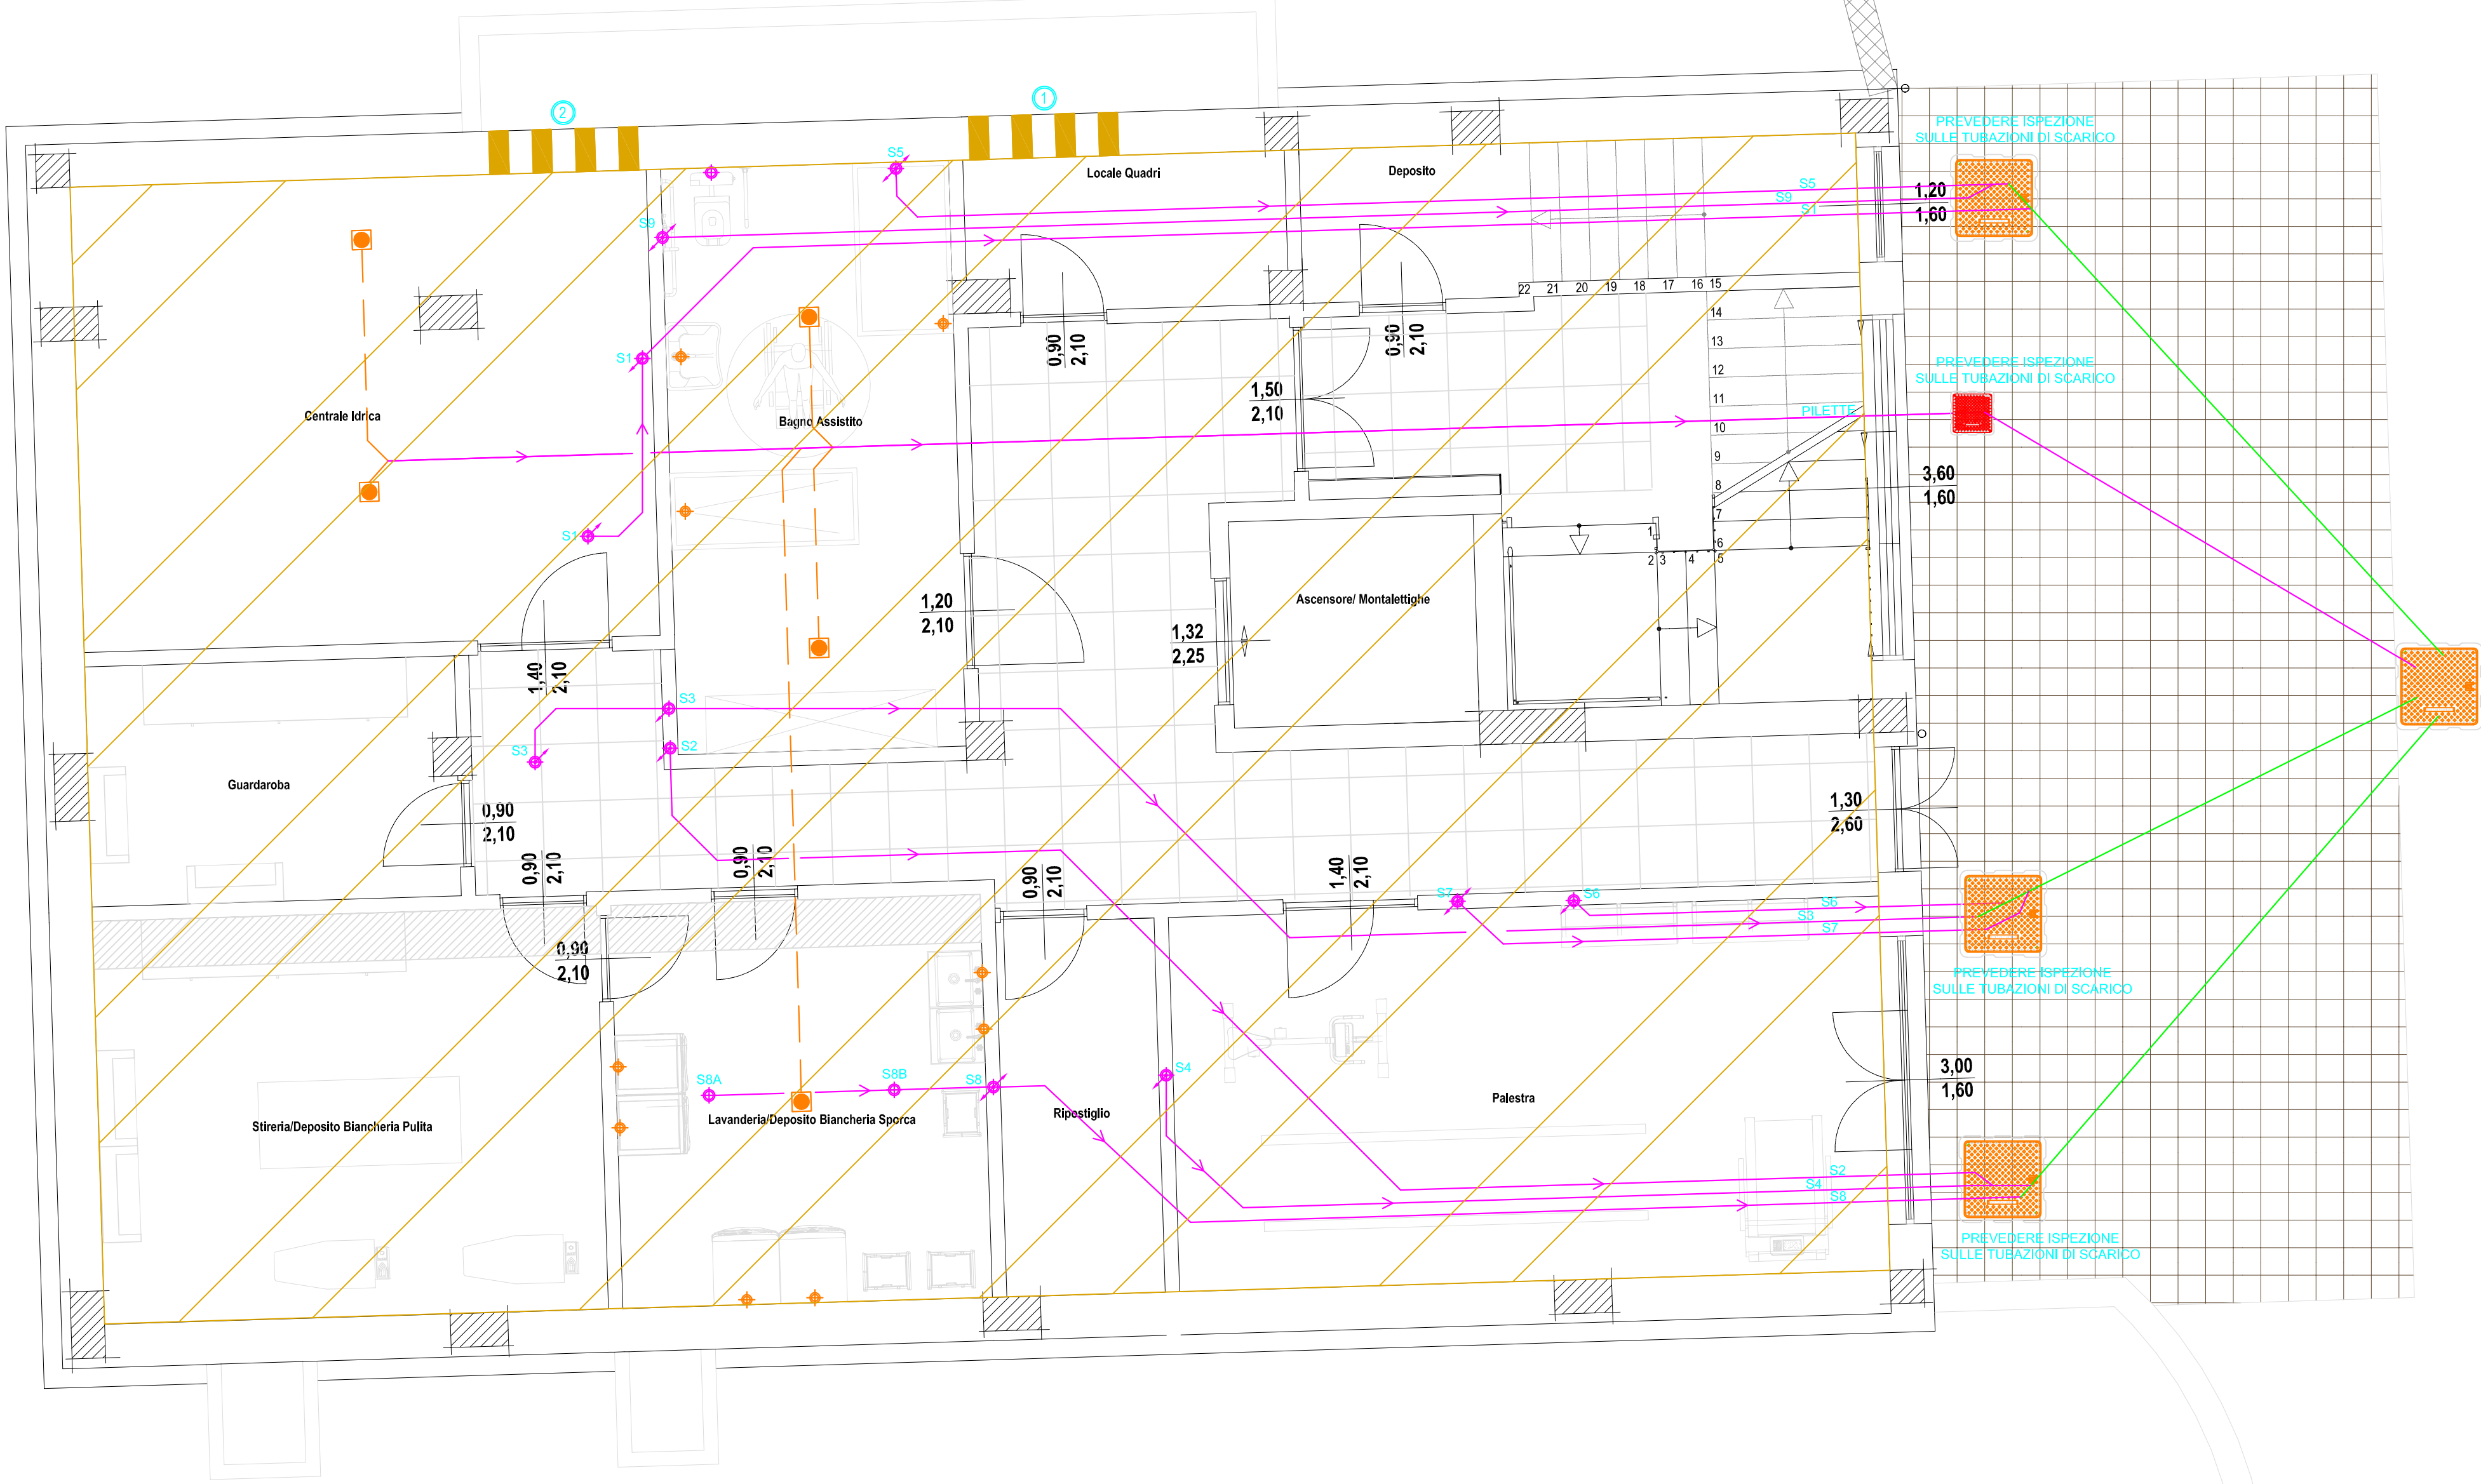 2
1
PREVEDERE ISPEZIONE
SULLE TUBAZIONI DI SCARICO
S5
Locale Quadri
Deposito
S5
S9
S1
1,20
1,60
S9
22 21 20 19 18 17 16 15
14
13
12
11
10
9
8
7
6
5
4
3
2
1
0,90
2,10
0,90
2,10
S1
PREVEDERE ISPEZIONE
SULLE TUBAZIONI DI SCARICO
1,50
2,10
Centrale Idrica
Bagno Assistito
PILETTE
3,60
1,60
S1
1,20
2,10
Ascensore/ Montalettighe
1,32
2,25
1,40
2,10
S3
S3
S2
Guardaroba
0,90
2,10
1,30
2,60
0,90
2,10
0,90
2,10
0,90
2,10
1,40
2,10
S7
S6
S6
S3
S7
0,90
2,10
PREVEDERE ISPEZIONE
SULLE TUBAZIONI DI SCARICO
S8A
S8B
S8
S4
3,00
1,60
Stireria/Deposito Biancheria Pulita
Lavanderia/Deposito Biancheria Sporca
Ripostiglio
Palestra
S2
S4
S8
PREVEDERE ISPEZIONE
SULLE TUBAZIONI DI SCARICO